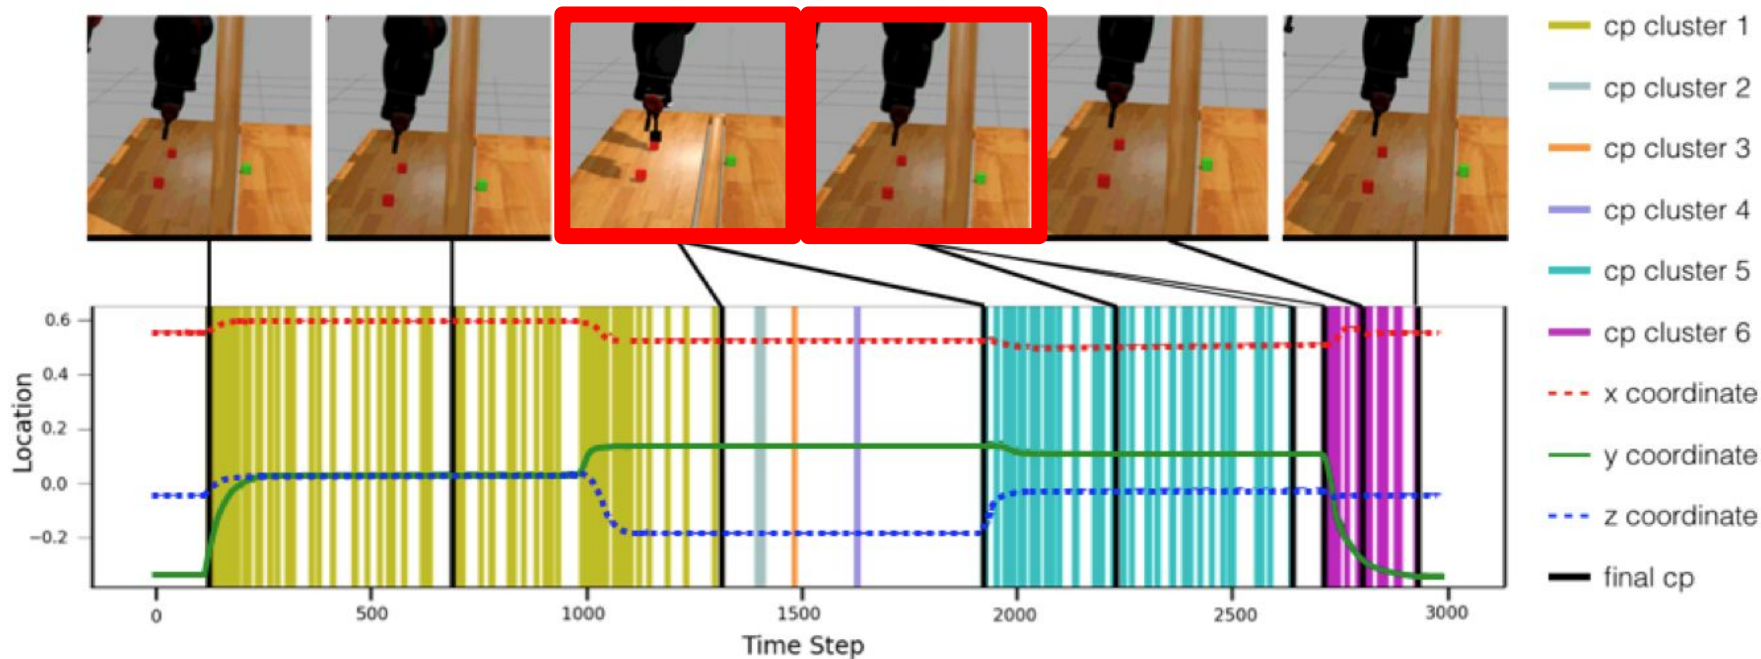 cp cluster 1
cp cluster 2
cp cluster 3
cp cluster 4
cp cluster 5
cp cluster 6
x coordinate
y coordinate
z coordinate
final cp
Location
0.6
0.4
0.2
0.0
−0.2
0 500 1000 1500 2000 2500 3000
Time Step